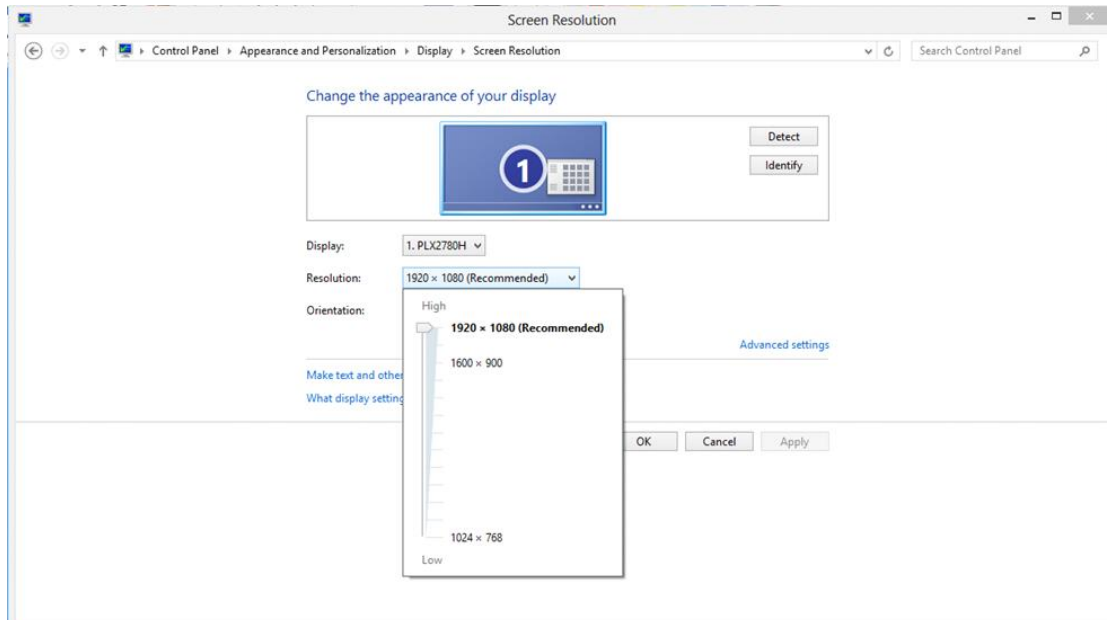 Screen Resolution
Control Panel Appearance and Personalization Display Screen Resolution
Search Control Panel
Change the appearance of your display
1
Detect
Identify
Display: 1. PLX2780H
Resolution: 1920 × 1080 (Recommended)
Orientation:
High
1920 × 1080 (Recommended)
1600 × 900
1024 × 768
Low
Advanced settings
Make text and other
What display setting
OK Cancel Apply